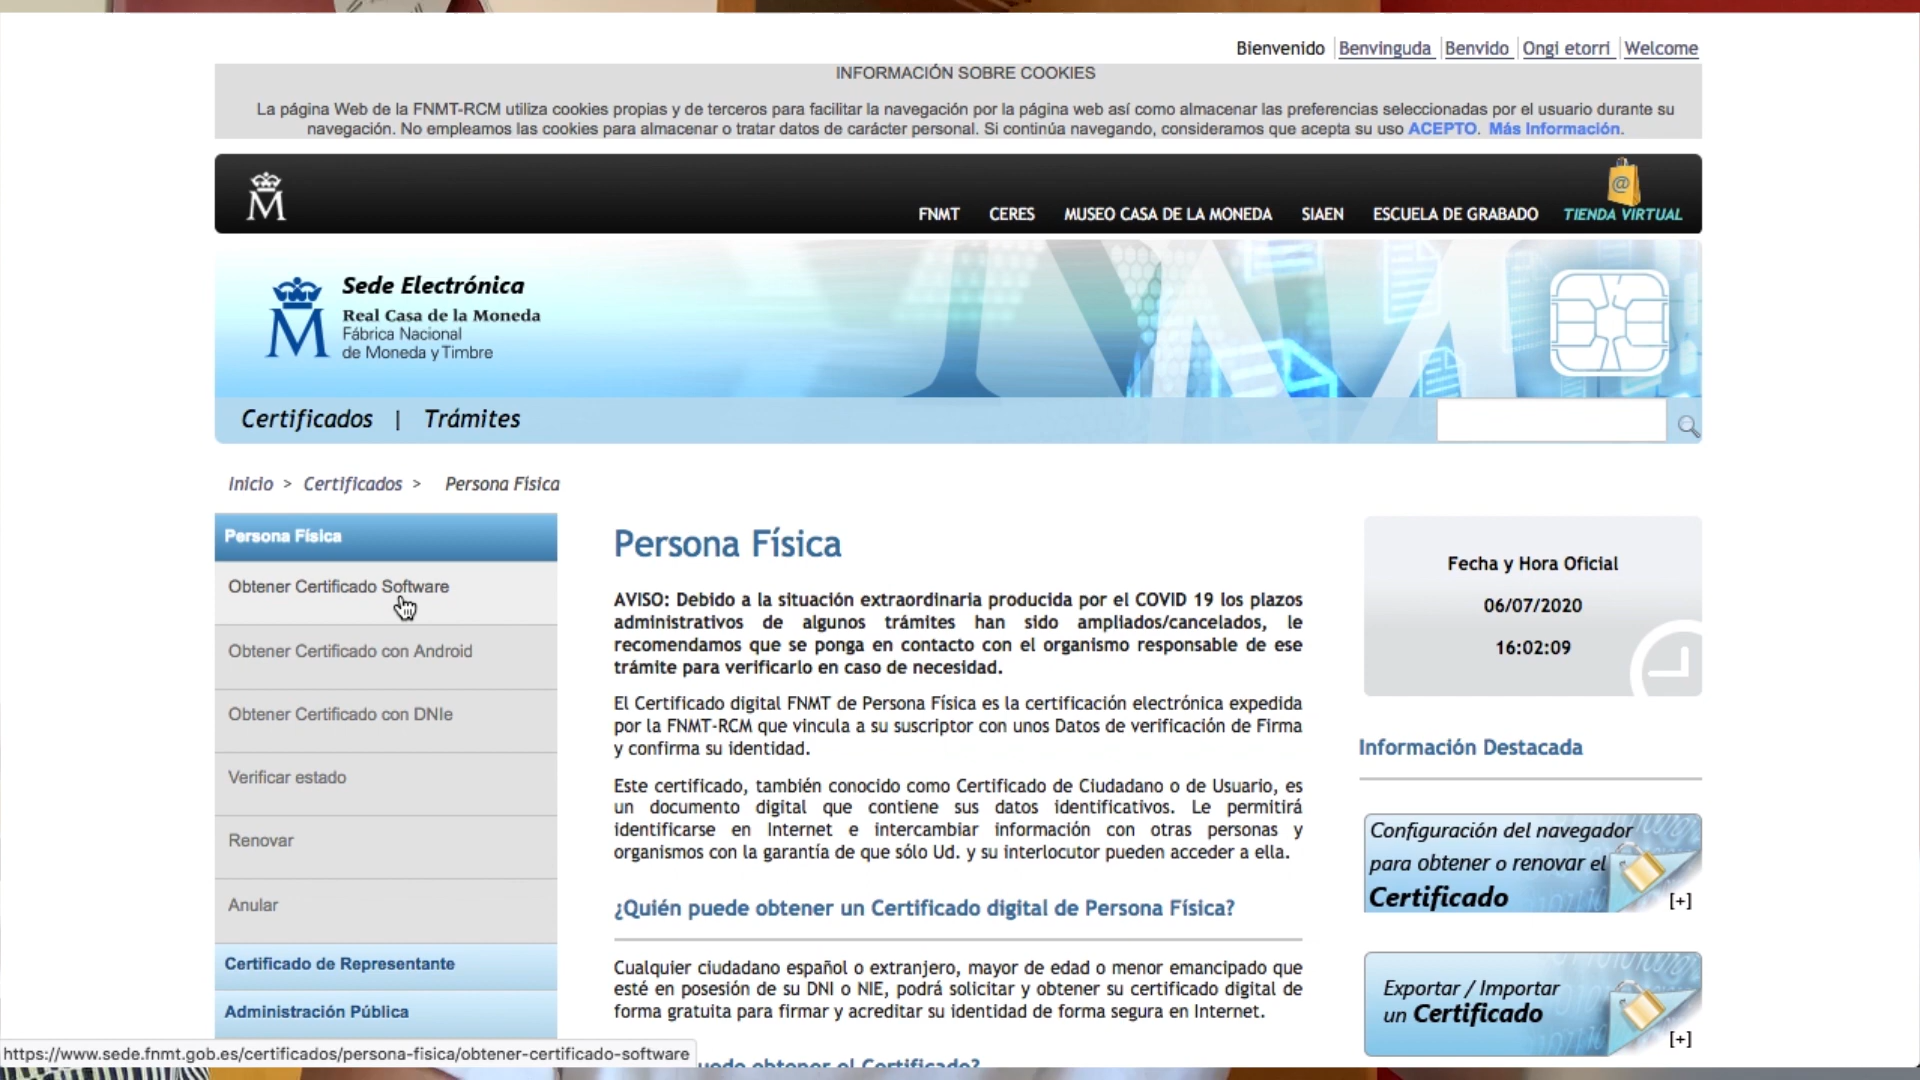 Bienvenido Benvinguda Benvido Ongi etorri Welcome
INFORMACIÓN SOBRE COOKIES
La página Web de la FNMT-RCM utiliza cookies propias y de terceros para facilitar la navegación por la página web así como almacenar las preferencias seleccionadas por el usuario durante su
navegación. No empleamos las cookies para almacenar o tratar datos de carácter personal. Si continúa navegando, consideramos que acepta su uso ACEPTO. Más Información.
M
FNMT CERES MUSEO CASA DE LA MONEDA SIAEN ESCUELA DE GRABADO TIENDA VIRTUAL
Sede Electrónica
Real Casa de la Moneda
Fábrica Nacional
de Moneda y Timbre
Certificados | Trámites
Inicio > Certificados > Persona Física
Persona Física
Obtener Certificado Software
Obtener Certificado con Android
Obtener Certificado con DNIe
Verificar estado
Renovar
Anular
Certificado de Representante
Administración Pública
Persona Física
AVISO: Debido a la situación extraordinaria producida por el COVID 19 los plazos
administrativos de algunos trámites han sido ampliados/cancelados, le
recomendamos que se ponga en contacto con el organismo responsable de ese
trámite para verificarlo en caso de necesidad.
El Certificado digital FNMT de Persona Física es la certificación electrónica expedida
por la FNMT-RCM que vincula a su suscriptor con unos Datos de verificación de Firma
y confirma su identidad.
Este certificado, también conocido como Certificado de Ciudadano o de Usuario, es
un documento digital que contiene sus datos identificativos. Le permitirá
identificarse en Internet e intercambiar información con otras personas y
organismos con la garantía de que sólo Ud. y su interlocutor pueden acceder a ella.
¿Quién puede obtener un Certificado digital de Persona Física?
Cualquier ciudadano español o extranjero, mayor de edad o menor emancipado que
esté en posesión de su DNI o NIE, podrá solicitar y obtener su certificado digital de
forma gratuita para firmar y acreditar su identidad de forma segura en Internet.
obtener el Certificado?
Fecha y Hora Oficial
06/07/2020
16:02:09
Información Destacada
Configuración del navegador
para obtener o renovar el
Certificado
[+]
Exportar / Importar
un Certificado
[+]
https://www.sede.fnmt.gob.es/certificados/persona-fisica/obtener-certificado-software